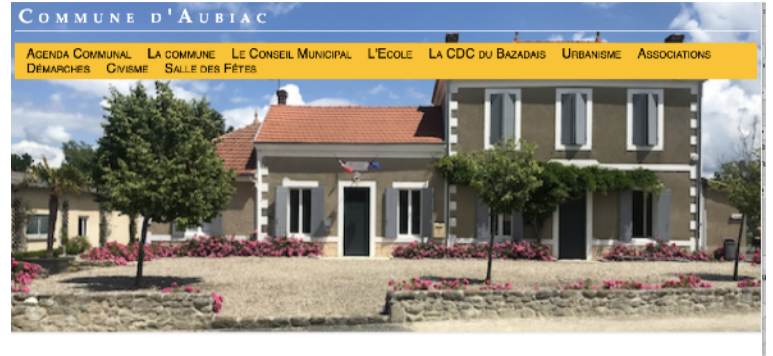 Commune d'Aubiac
Agenda Communal La commune Le Conseil Municipal L'Ecole La CDC du Bazadais Urbanisme Associations
Démarches Civisme Salle des Fêtes